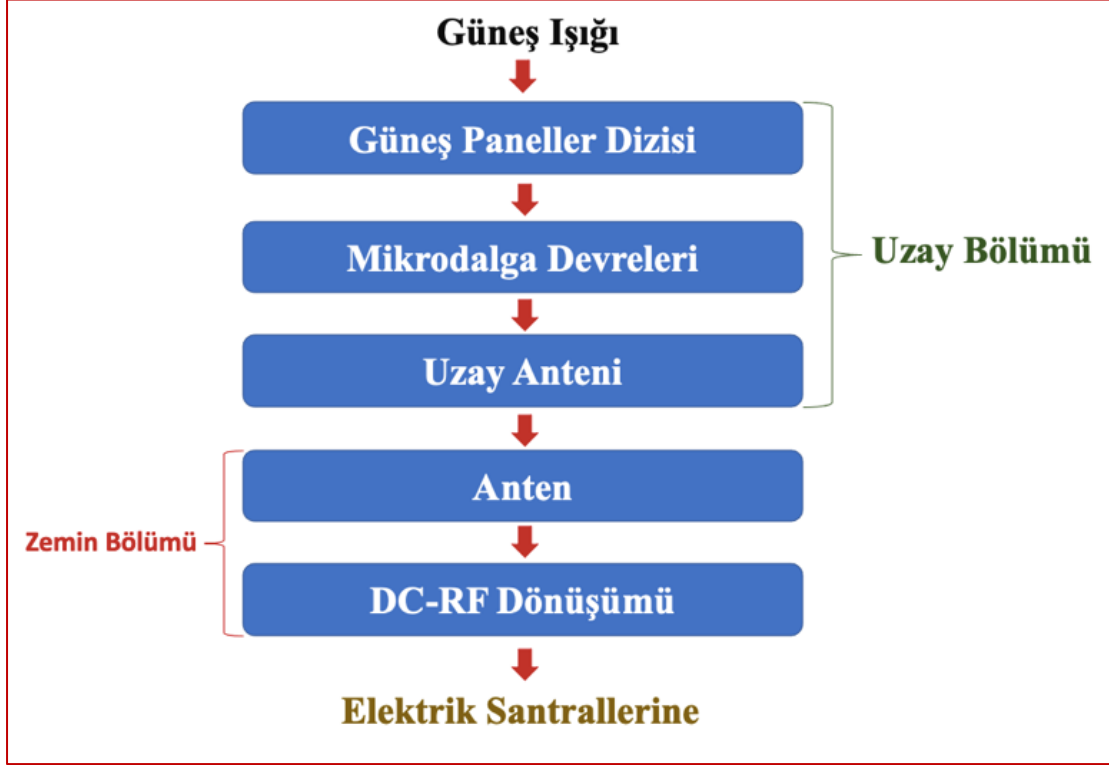 Güneş Işığı
Güneş Paneller Dizisi
Mikrodalga Devreleri
Uzay Bölümü
Uzay Anteni
Anten
Zemin Bölümü
DC-RF Dönüşümü
Elektrik Santrallerine